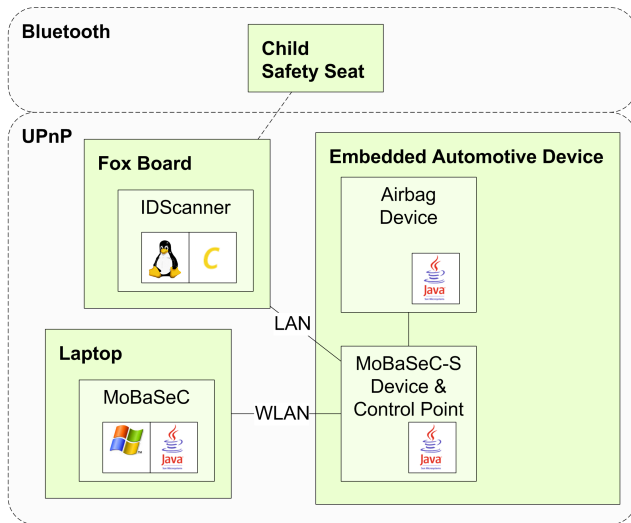 Bluetooth
Child
Safety Seat
UPnP
Fox Board
IDScanner
C
Embedded Automotive Device
Airbag
Device
Java
LAN
Laptop
MoBaSeC
Java
WLAN
MoBaSeC-S
Device &
Control Point
Java